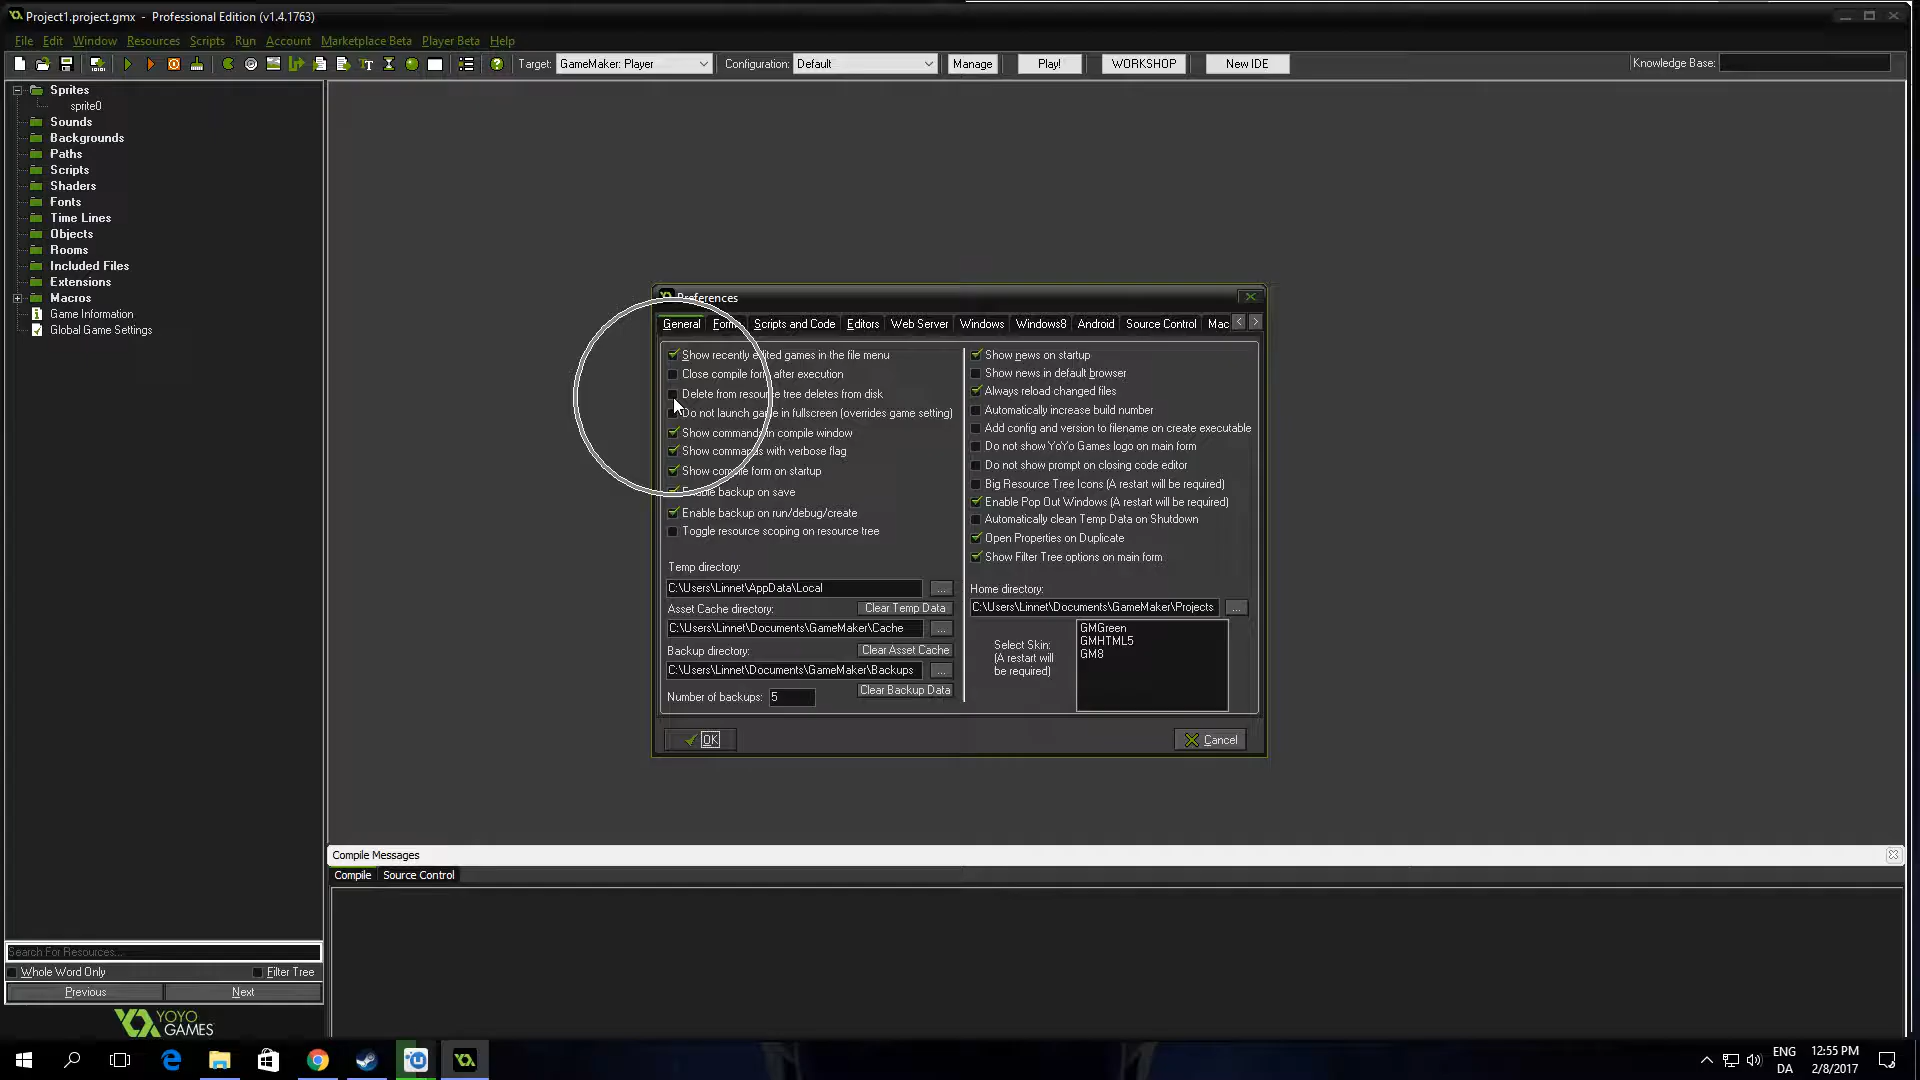 Project1.project.gmx - Professional Edition (v1.4.1763)
File Edit Window Resources Scripts Run Account Marketplace Beta Player Beta Help
Target: GameMaker: Player Configuration: Default Manage Play! WORKSHOP New IDE Knowledge Base:
Sprites
sprite0
Sounds
Backgrounds
Paths
Scripts
Shaders
Fonts
Time Lines
Objects
Rooms
Included Files
Extensions
Macros
Game Information
Global Game Settings
Preferences
General Forms Scripts and Code Editors Web Server Windows Windows8 Android Source Control Mac
Show recently edited games in the file menu
Close compile form after execution
Delete from resource tree deletes from disk
Do not launch game in fullscreen (overrides game setting)
Show commands in compile window
Show commands with verbose flag
Show compile form on startup
Enable backup on save
Enable backup on run/debug/create
Toggle resource scoping on resource tree
Temp directory:
C:\Users\Linnet\AppData\Local ...
Asset Cache directory: Clear Temp Data
C:\Users\Linnet\Documents\GameMaker\Cache ...
Backup directory: Clear Asset Cache
C:\Users\Linnet\Documents\GameMaker\Backups ...
Number of backups: 5 Clear Backup Data
Show news on startup
Show news in default browser
Always reload changed files
Automatically increase build number
Add config and version to filename on create executable
Do not show YoYo Games logo on main form
Do not show prompt on closing code editor
Big Resource Tree Icons (A restart will be required)
Enable Pop Out Windows (A restart will be required)
Automatically clean Temp Data on Shutdown
Open Properties on Duplicate
Show Filter Tree options on main form
Home directory:
C:\Users\Linnet\Documents\GameMaker\Projects ...
Select Skin:
(A restart will
be required)
GMGreen
GMHTML5
GM8
OK Cancel
Compile Messages
Compile Source Control
Search For Resources...
Whole Word Only Filter Tree
Previous Next
YOYO
GAMES
ENG
DA
12:55 PM
2/8/2017